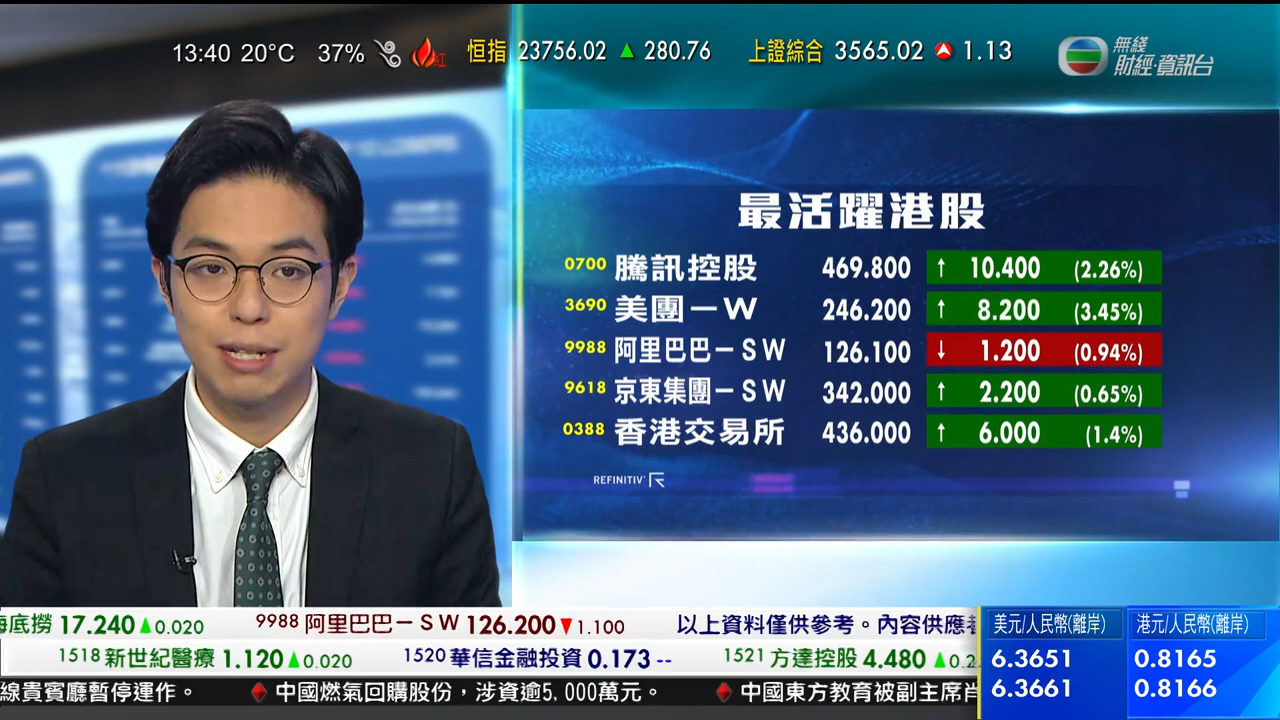 13:40 20°C 37% 紅 恒指 23756.02 ▲ 280.76 上證綜合 3565.02 1.13
無綫
財經·資訊台
最活躍港股
0700 騰訊控股 469.800 ↑ 10.400 (2.26%)
3690 美團－W 246.200 ↑ 8.200 (3.45%)
9988 阿里巴巴－SW 126.100 ↓ 1.200 (0.94%)
9618 京東集團－SW 342.000 ↑ 2.200 (0.65%)
0388 香港交易所 436.000 ↑ 6.000 (1.4%)
REFINITIV
海底撈 17.240 ▲ 0.020 9988 阿里巴巴－SW 126.200 ▼ 1.100 以上資料僅供參考。內容供應
1518 新世紀醫療 1.120 ▲ 0.020 1520 華信金融投資 0.173 -- 1521 方達控股 4.480 ▲ 0.2
線貴賓廳暫停運作。 ◆ 中國燃氣回購股份，涉資逾5,000萬元。 ◆ 中國東方教育被副主席肖
美元/人民幣(離岸) 港元/人民幣(離岸)
6.3651 0.8165
6.3661 0.8166